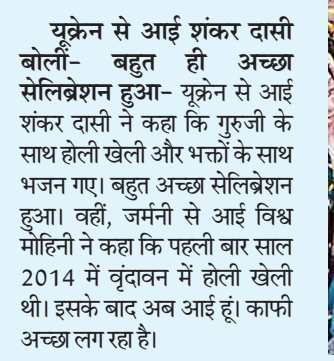 यूक्रेन से आई शंकर दासी
बोलीं- बहुत ही अच्छा
सेलिब्रेशन हुआ- यूक्रेन से आई
शंकर दासी ने कहा कि गुरुजी के
साथ होली खेली और भक्तों के साथ
भजन गए। बहुत अच्छा सेलिब्रेशन
हुआ। वहीं, जर्मनी से आई विश्व
मोहिनी ने कहा कि पहली बार साल
2014 में वृंदावन में होली खेली
थी। इसके बाद अब आई हूं। काफी
अच्छा लग रहा है।